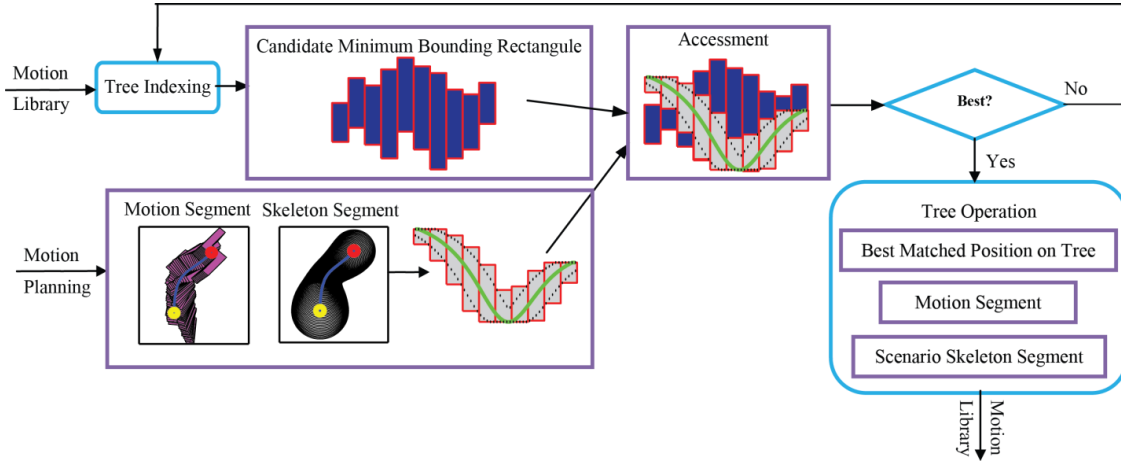 Motion
Library
Tree Indexing
Candidate Minimum Bounding Rectangule
Accessment
Best?
No
Yes
Motion
Planning
Motion Segment
Skeleton Segment
Tree Operation
Best Matched Position on Tree
Motion Segment
Scenario Skeleton Segment
Motion
Library